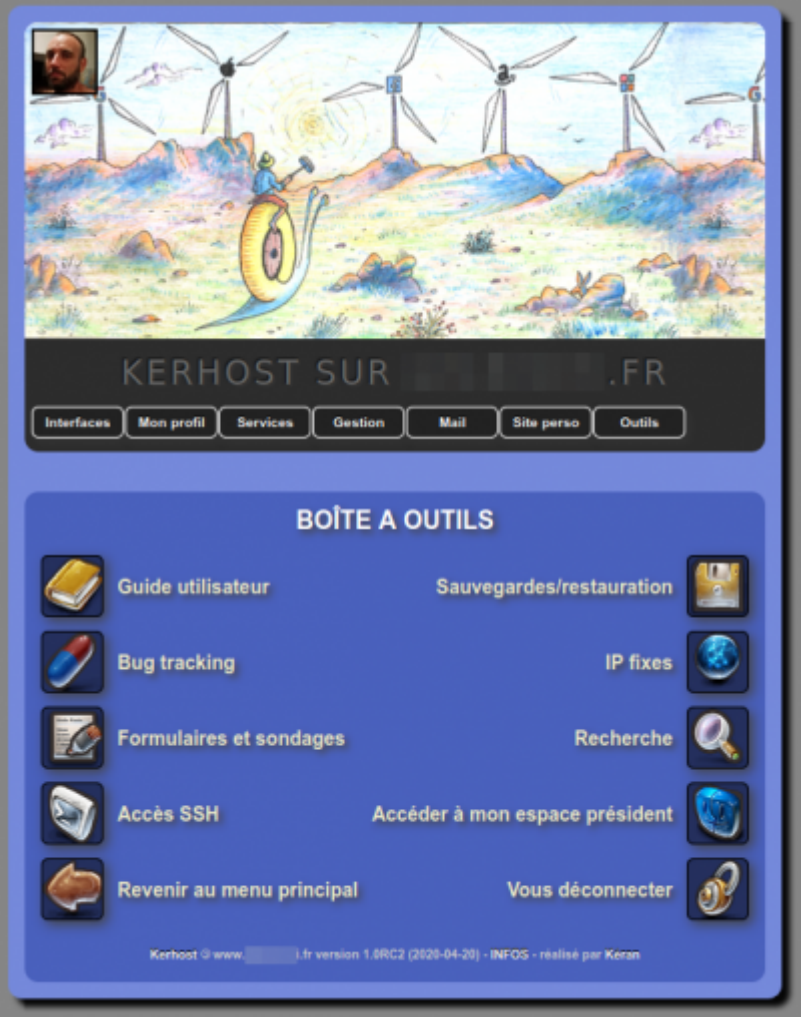 KERHOST SUR .FR
Interfaces Mon profil Services Gestion Mail Site perso Outils
BOÎTE A OUTILS
Guide utilisateur Sauvegardes/restauration
Bug tracking IP fixes
Formulaires et sondages Recherche
Accès SSH Accéder à mon espace président
Revenir au menu principal Vous déconnecter
Kerhost © www. .fr version 1.0RC2 (2020-04-20) - INFOS - réalisé par Keran